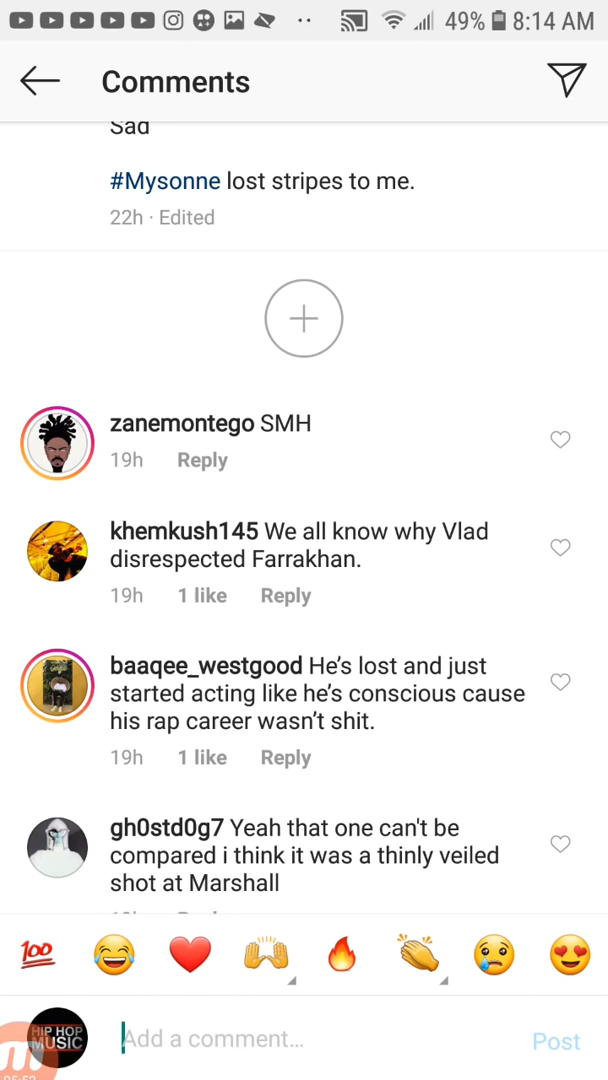 49% 8:14 AM
Comments
Sad
#Mysonne lost stripes to me.
22h · Edited
zanemontego SMH
19h Reply
khemkush145 We all know why Vlad
disrespected Farrakhan.
19h 1 like Reply
baaqee_westgood He’s lost and just
started acting like he’s conscious cause
his rap career wasn’t shit.
19h 1 like Reply
gh0std0g7 Yeah that one can't be
compared i think it was a thinly veiled
shot at Marshall
100
HIP HOP
MUSIC
Add a comment...
Post